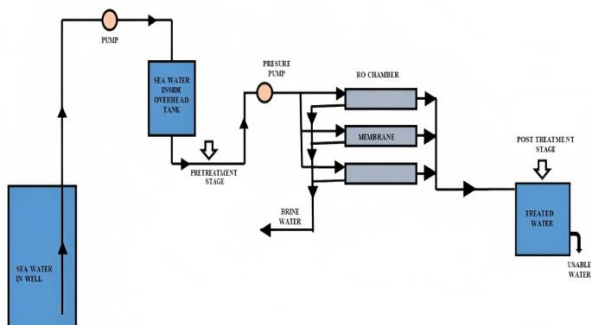 PUMP
SEA WATER
INSIDE
OVERHEAD
TANK
PRETREATMENT
STAGE
PRESURE
PUMP
RO CHAMBER
MEMBRANE
BRINE
WATER
POST TREATMENT
STAGE
TREATED
WATER
USABLE
WATER
SEA WATER
IN WELL